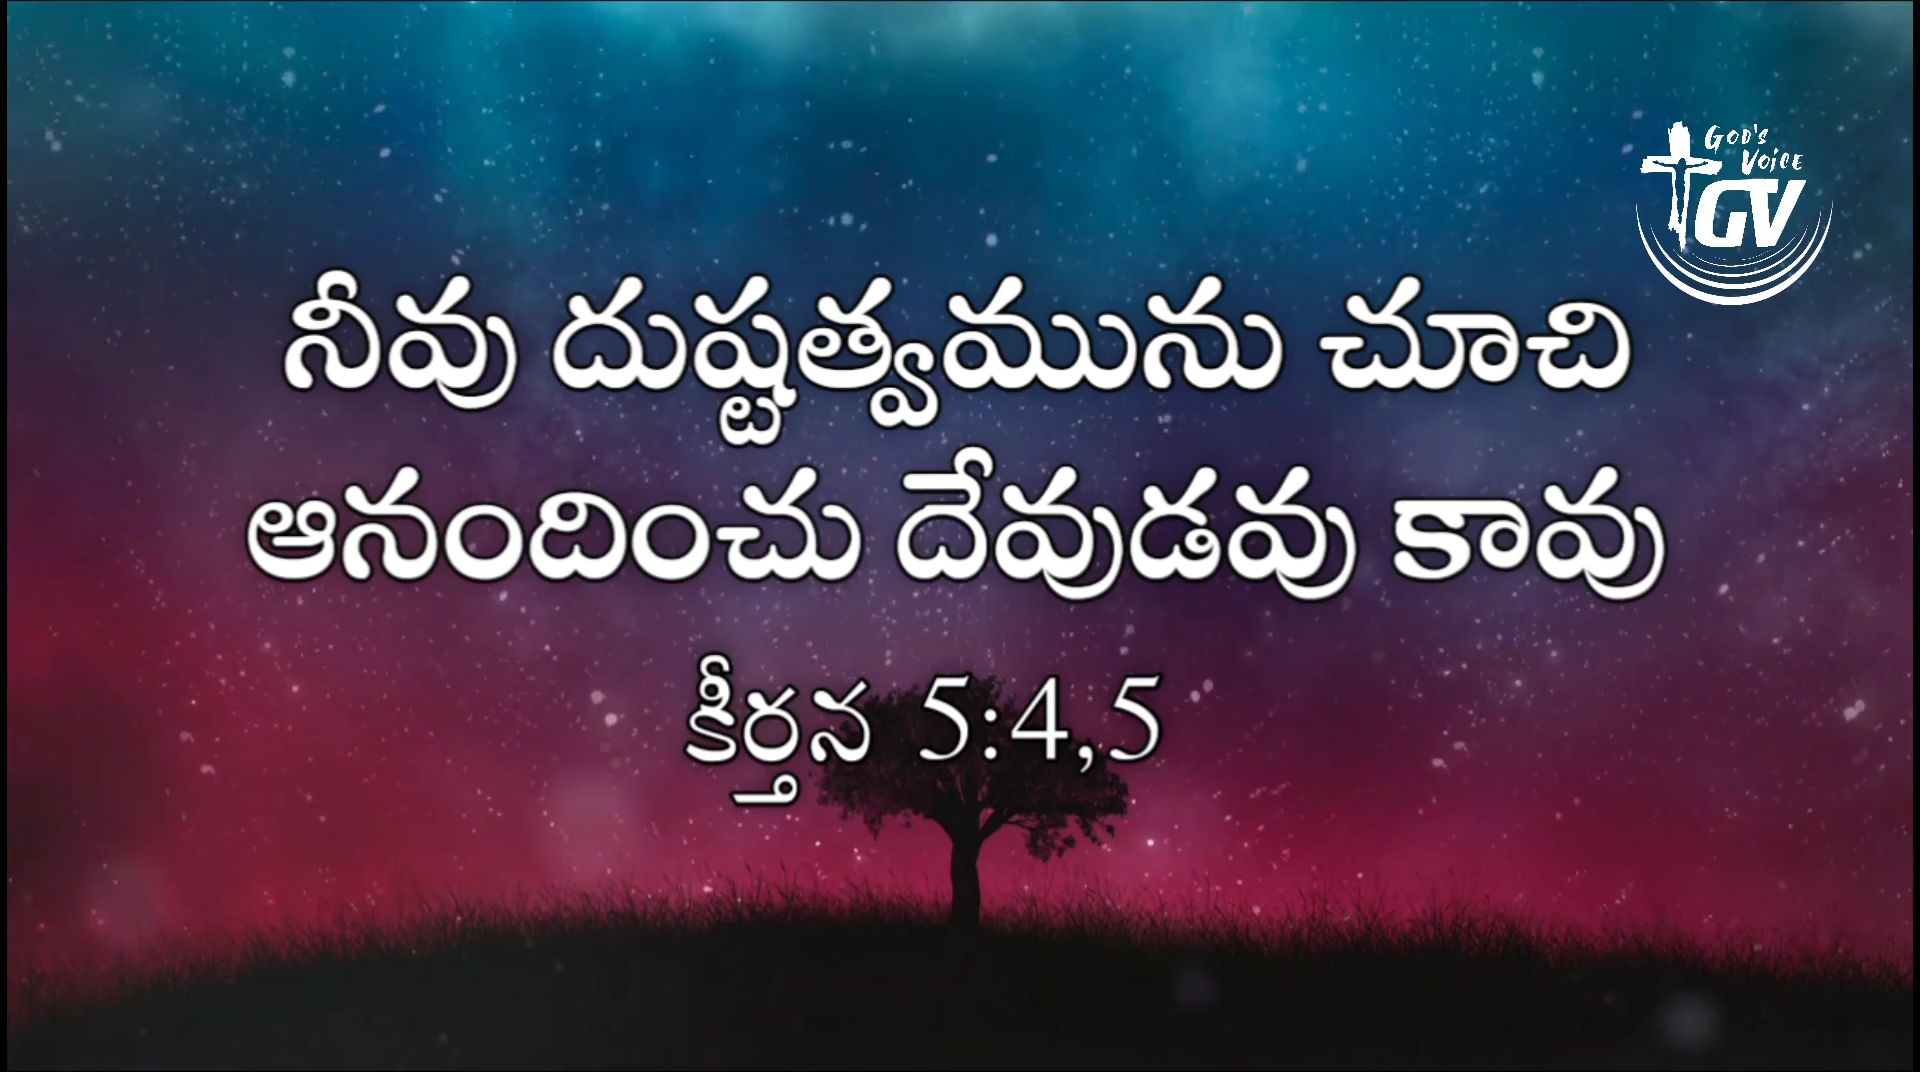 GOD'S
VOICE
GV
నీవు దుష్టత్వమును చూచి
ఆనందించు దేవుడవు కావు
కీర్తన 5:4,5